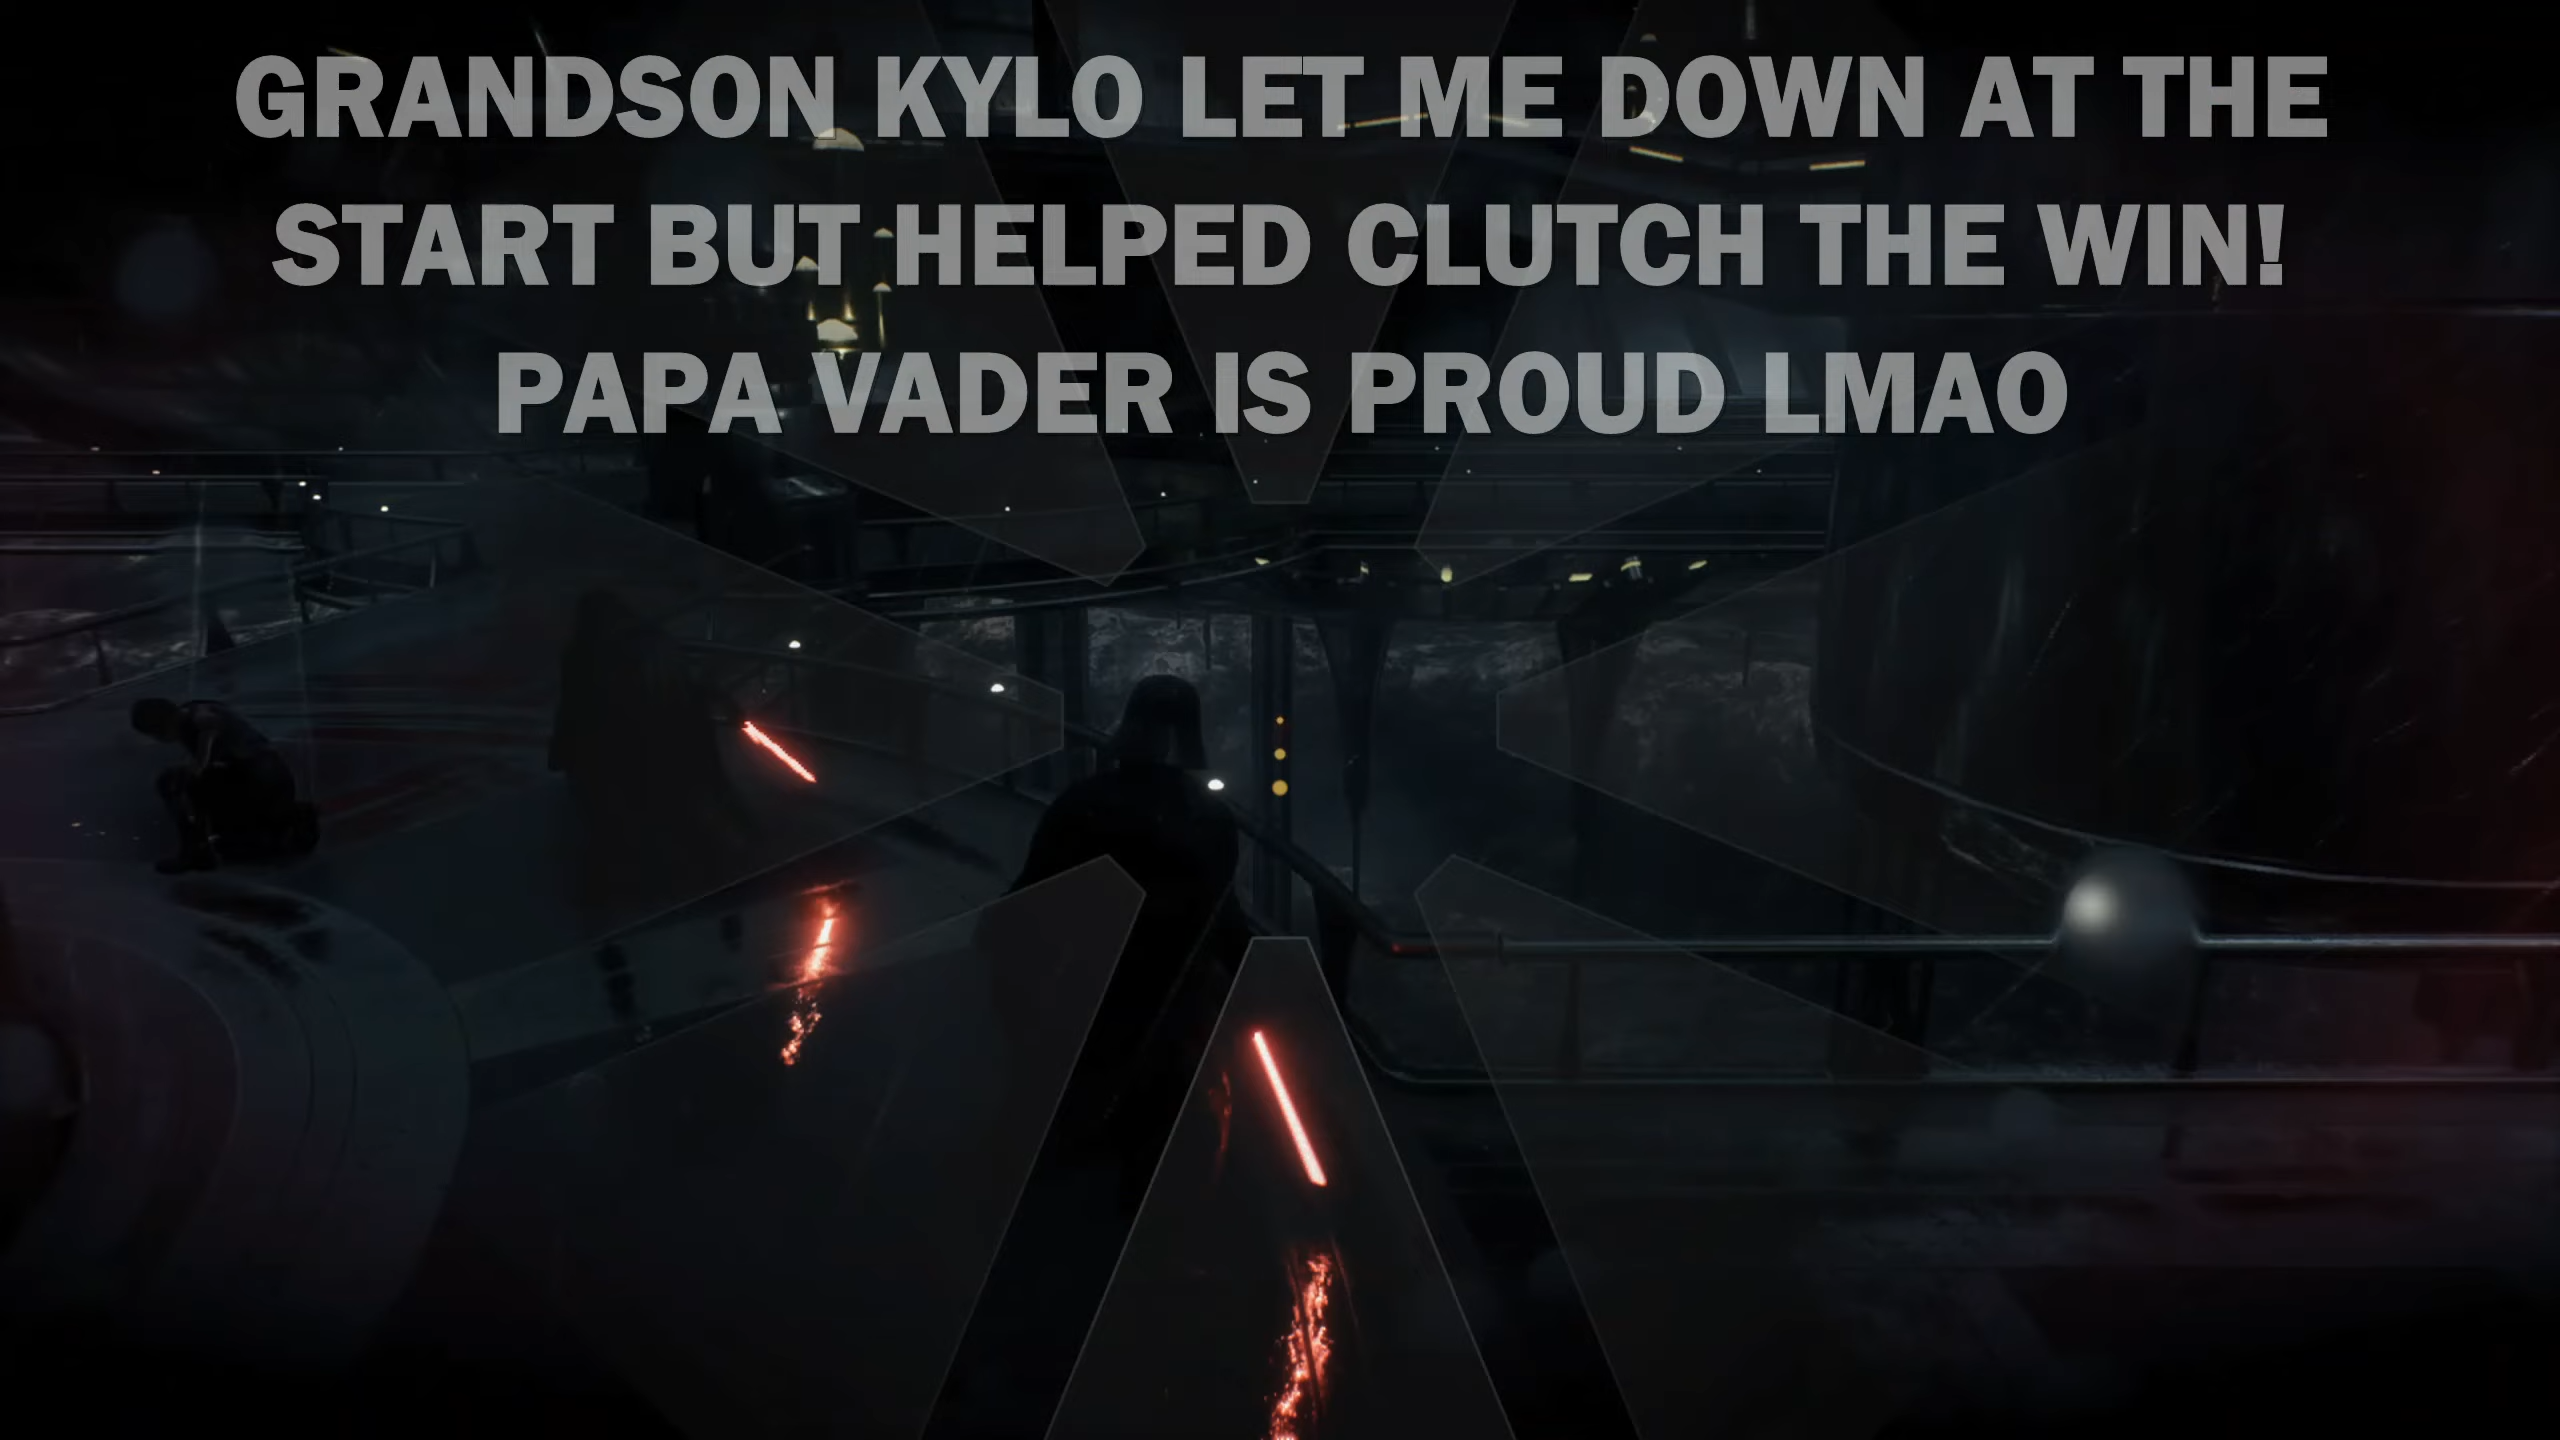 GRANDSON KYLO LET ME DOWN AT THE
START BUT HELPED CLUTCH THE WIN!
PAPA VADER IS PROUD LMAO